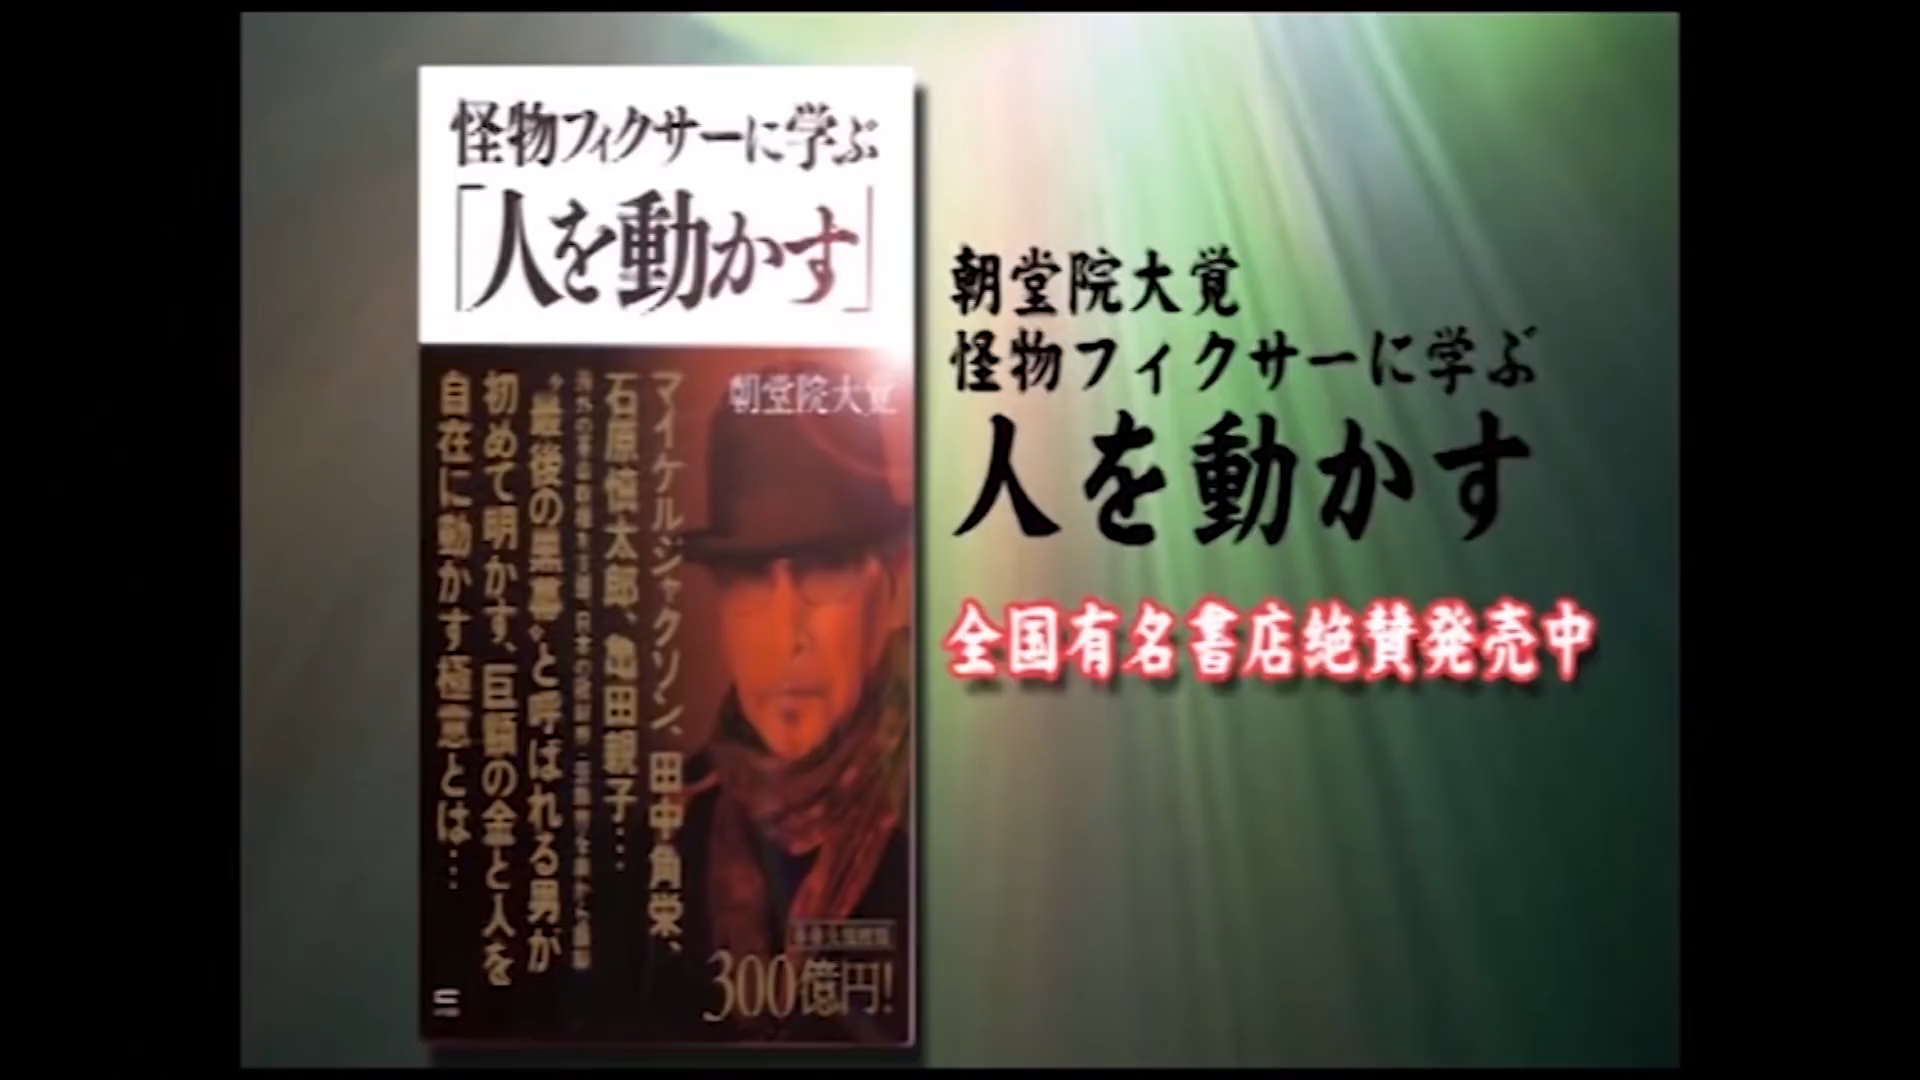 怪物フィクサーに学ぶ
「人を動かす」
朝堂院大覚
マイケルジャクソン、田中角栄、
石原慎太郎、亀田親子…
“最後の黒幕”と呼ばれる男が
初めて明かす、巨額の金と人を
自在に動かす極意とは…
300億円!
朝堂院大覚
怪物フィクサーに学ぶ
人を動かす
全国有名書店絶賛発売中